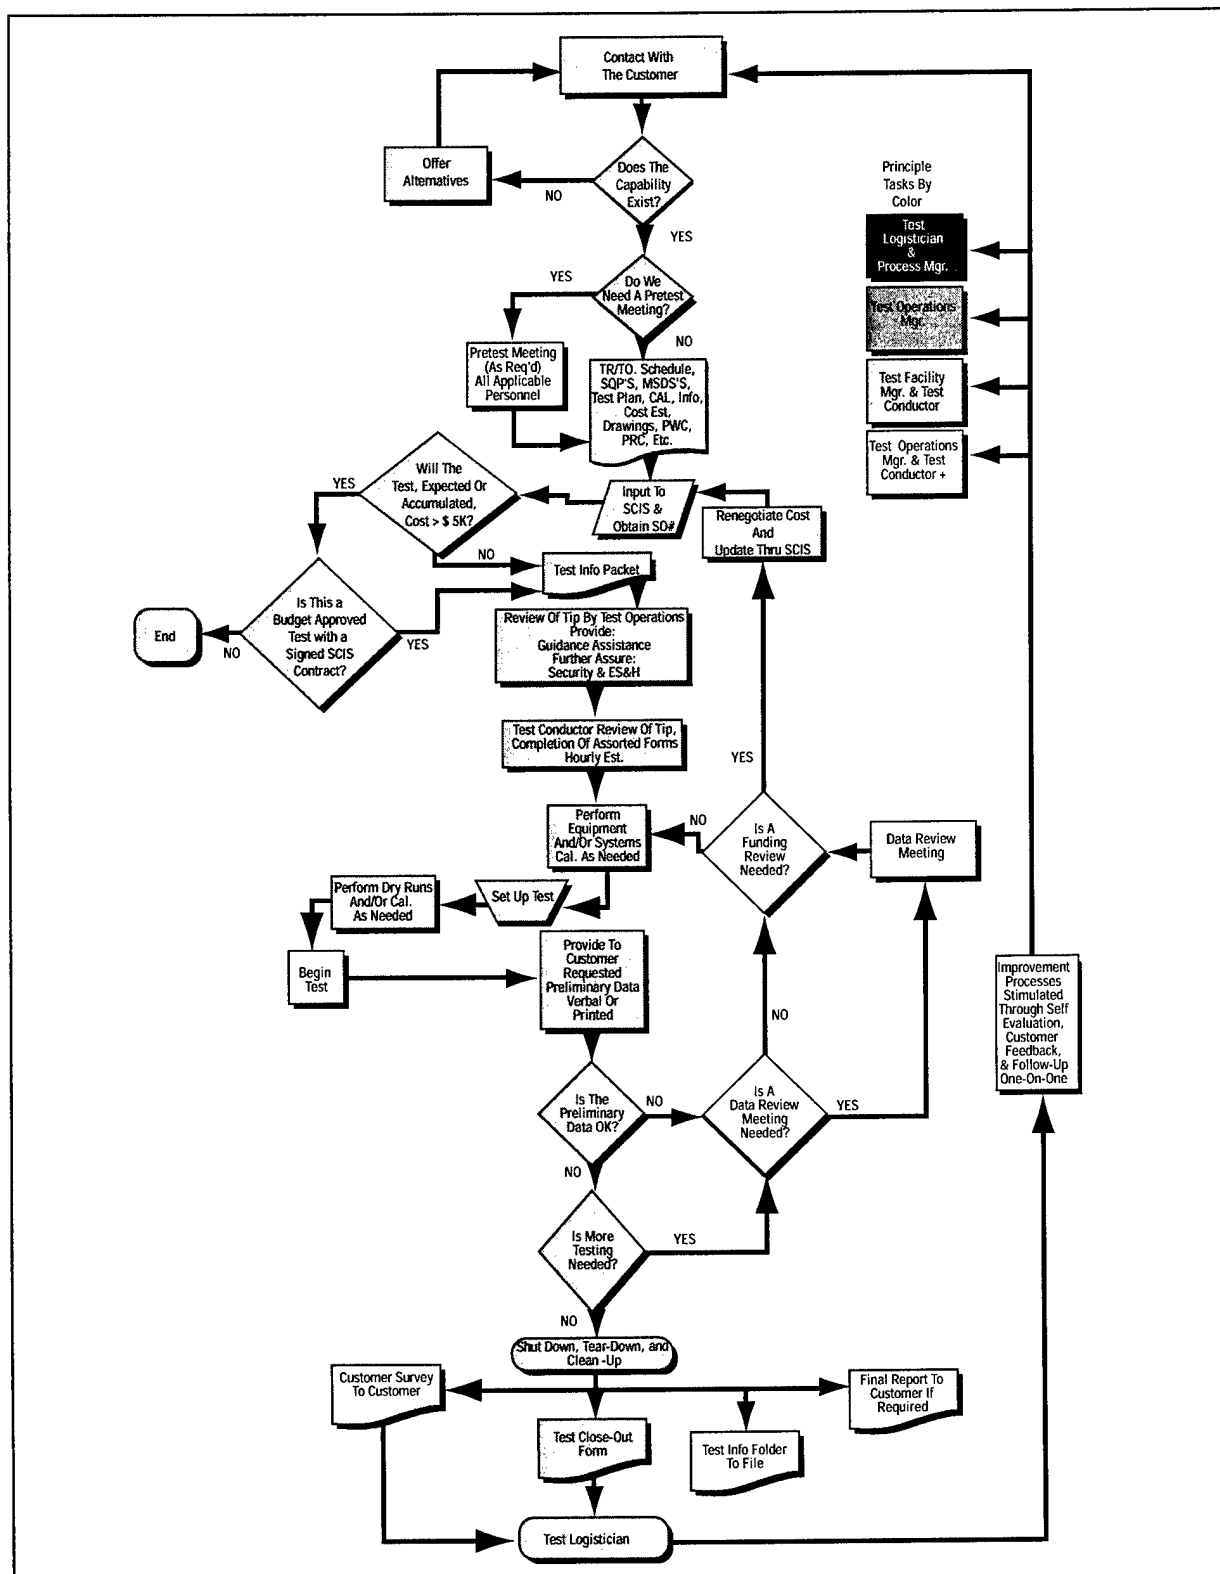 Contact With
The Customer
Offer
Alternatives
NO
Does The
Capability
Exist?
YES
Principle
Tasks By
Color
Test
Logistician
&
Process Mgr.
Test Operations
Mgr.
Test Facility
Mgr. & Test
Conductor
Test Operations
Mgr. & Test
Conductor +
YES
Do We
Need A Pretest
Meeting?
NO
Pretest Meeting
(As Req'd)
All Applicable
Personnel
TR/TO. Schedule,
SQP'S, MSDS'S,
Test Plan, CAL, Info,
Cost Est,
Drawings, PWC,
PRC, Etc.
YES
Will The
Test, Expected Or
Accumulated,
Cost > $ 5K?
Input To
SCIS &
Obtain SO#
Renegotiate Cost
And
Update Thru SCIS
NO
Test Info Packet
End
NO
Is This a
Budget Approved
Test with a
Signed SCIS
Contract?
YES
Review Of Tip By Test Operations
Provide:
Guidance Assistance
Further Assure:
Security & ES&H
Test Conductor Review Of Tip,
Completion Of Assorted Forms
Hourly Est.
YES
Perform
Equipment
And/Or Systems
Cal. As Needed
NO
Is A
Funding
Review
Needed?
Data Review
Meeting
Perform Dry Runs
And/Or Cal.
As Needed
Set Up Test
Begin
Test
Provide To
Customer
Requested
Preliminary Data
Verbal Or
Printed
NO
Improvement
Processes
Stimulated
Through Self
Evaluation,
Customer
Feedback,
& Follow-Up
One-On-One
Is The
Preliminary
Data OK?
NO
Is A
Data Review
Meeting
Needed?
YES
NO
Is More
Testing
Needed?
YES
NO
Shut Down, Tear-Down, and
Clean -Up
Customer Survey
To Customer
Final Report To
Customer If
Required
Test Close-Out
Form
Test Info Folder
To File
Test Logistician